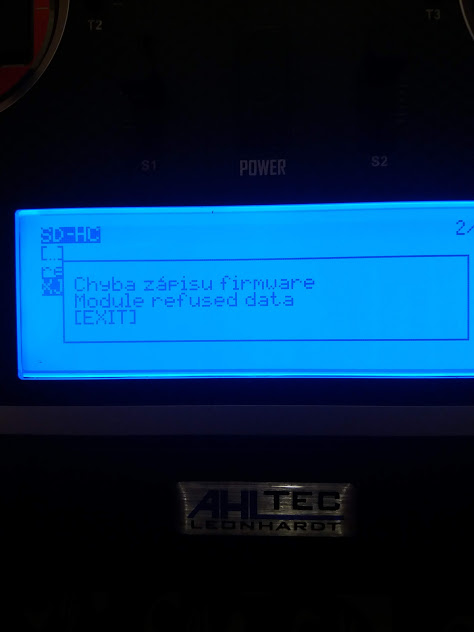 T2
T3
S1
POWER
S2
SD-HC
2/
[..]
Chyba zápisu firmware
Module refused data
[EXIT]
AHLTEC
LEONHARDT